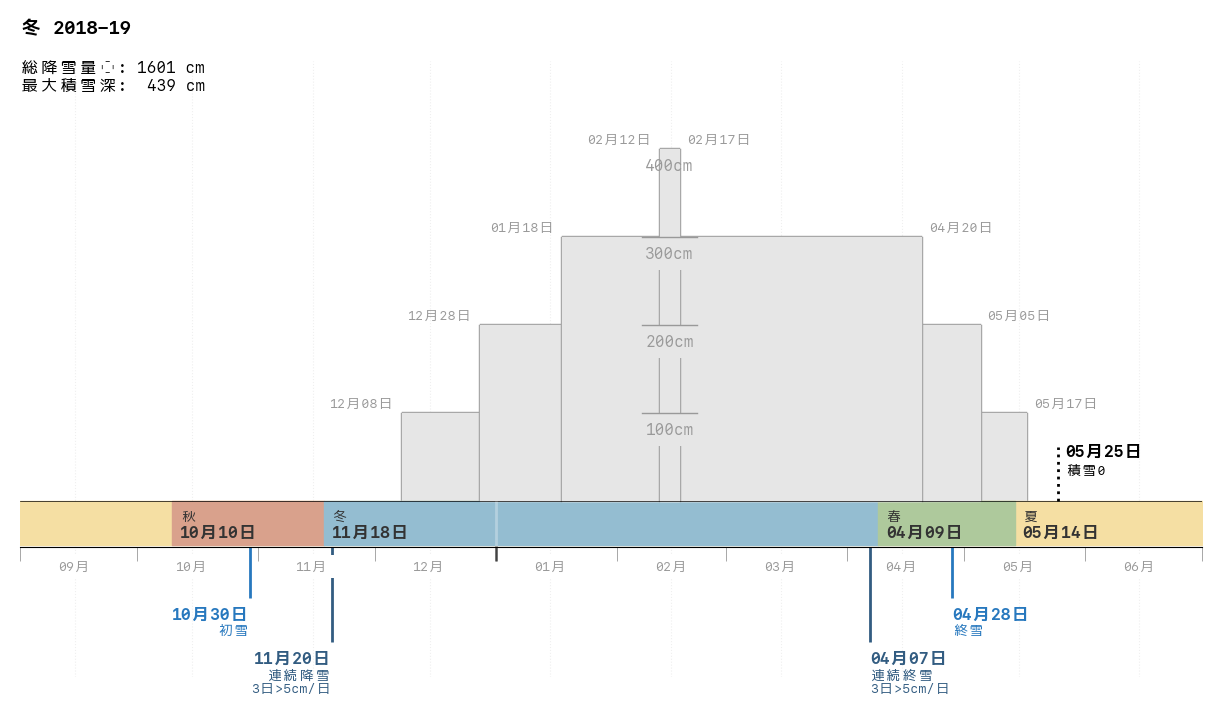 冬 2018-19
総降雪量 : 1601 cm
最大積雪深: 439 cm
02月12日 02月17日
400cm
01月18日 04月20日
300cm
12月28日 05月05日
200cm
12月08日 05月17日
100cm
05月25日
積雪0
秋 冬 春 夏
10月10日 11月18日 04月09日 05月14日
09月 10月 11月 12月 01月 02月 03月 04月 05月 06月
10月30日 04月28日
初雪 終雪
11月20日 04月07日
連続降雪 連続終雪
3日>5cm/日 3日>5cm/日